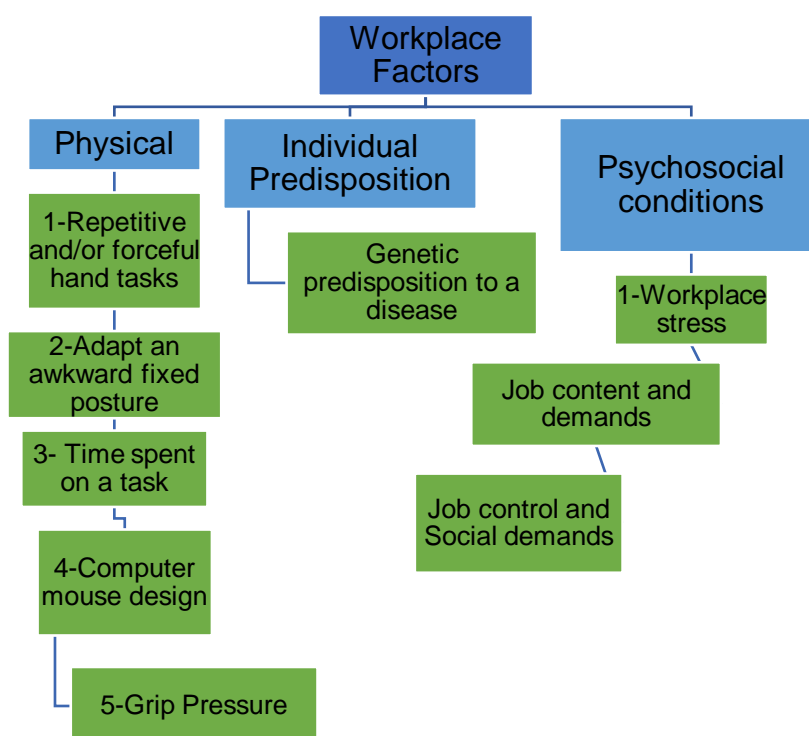 Workplace
Factors
Physical
Individual
Predisposition
Psychosocial
conditions
1-Repetitive
and/or forceful
hand tasks
2-Adapt an
awkward fixed
posture
3- Time spent
on a task
4-Computer
mouse design
5-Grip Pressure
Genetic
predisposition to a
disease
1-Workplace
stress
Job content and
demands
Job control and
Social demands